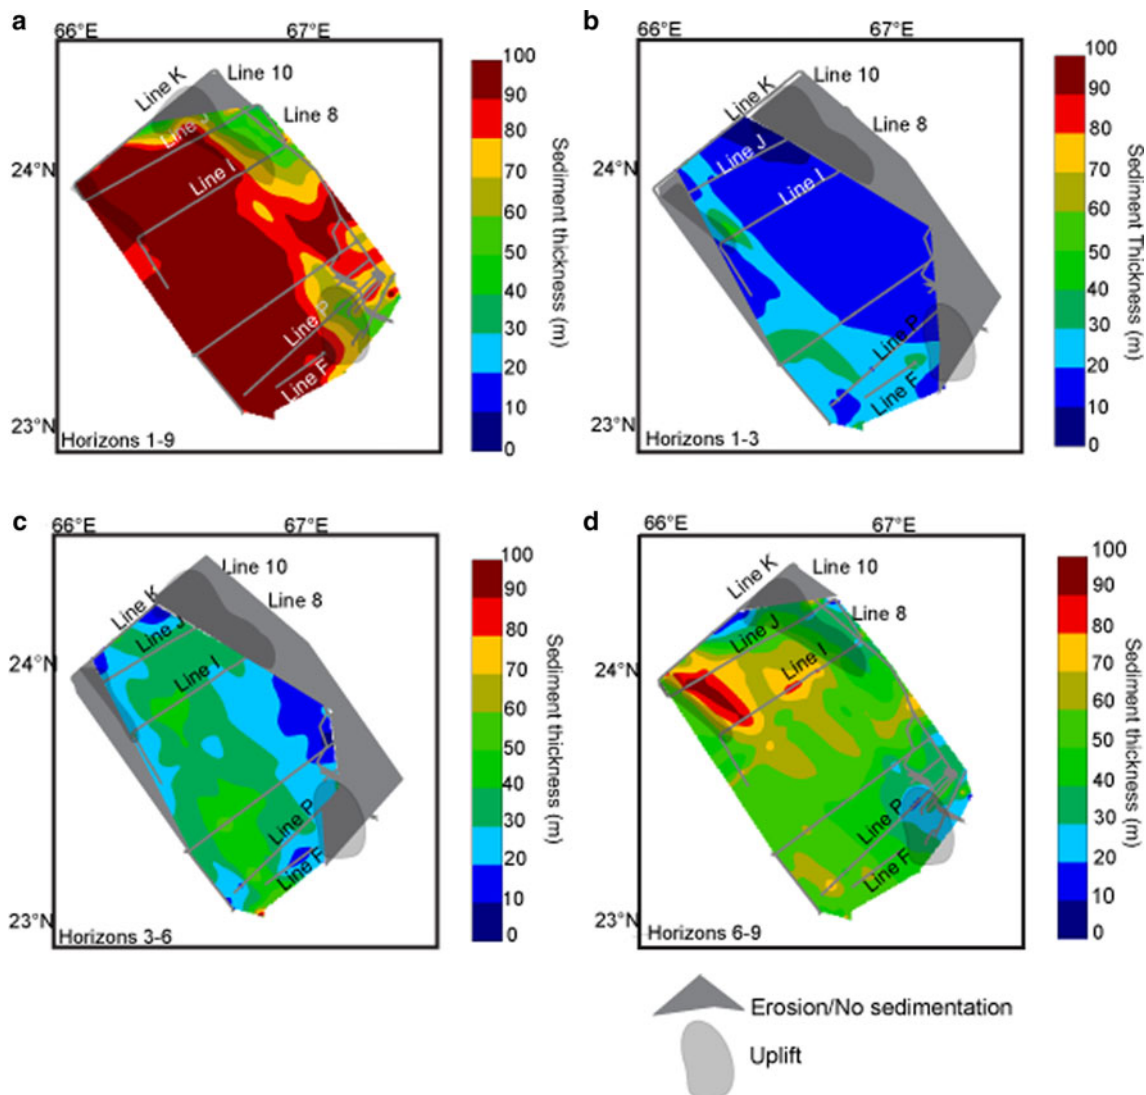 a
66°E 67°E
Line K
Line 10
Line 8
Line J
Line I
24°N
Line P
Line F
23°N
Horizons 1-9
100
90
80
70
60
50
40
30
20
10
0
Sediment thickness (m)
b
66°E 67°E
Line K
Line 10
Line 8
Line J
Line I
24°N
Line P
Line F
23°N
Horizons 1-3
100
90
80
70
60
50
40
30
20
10
0
Sediment Thickness (m)
c
66°E 67°E
Line 10
Line K
Line 8
Line J
Line I
24°N
Line P
Line F
23°N
Horizons 3-6
100
90
80
70
60
50
40
30
20
10
0
Sediment thickness (m)
d
66°E 67°E
Line K
Line 10
Line 8
Line J
Line I
24°N
Line P
Line F
23°N
Horizons 6-9
100
90
80
70
60
50
40
30
20
10
0
Sediment thickness (m)
Erosion/No sedimentation
Uplift